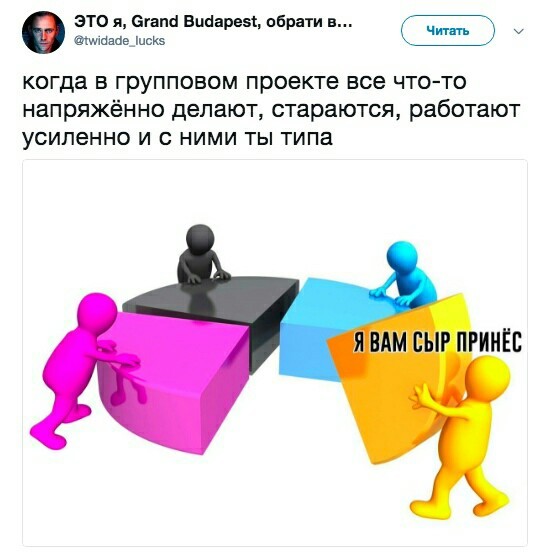 ЭТО я, Grand Budapest, обрати в...
@twidade_lucks
Читать
когда в групповом проекте все что-то
напряжённо делают, стараются, работают
усиленно и с ними ты типа
Я ВАМ СЫР ПРИНЁС